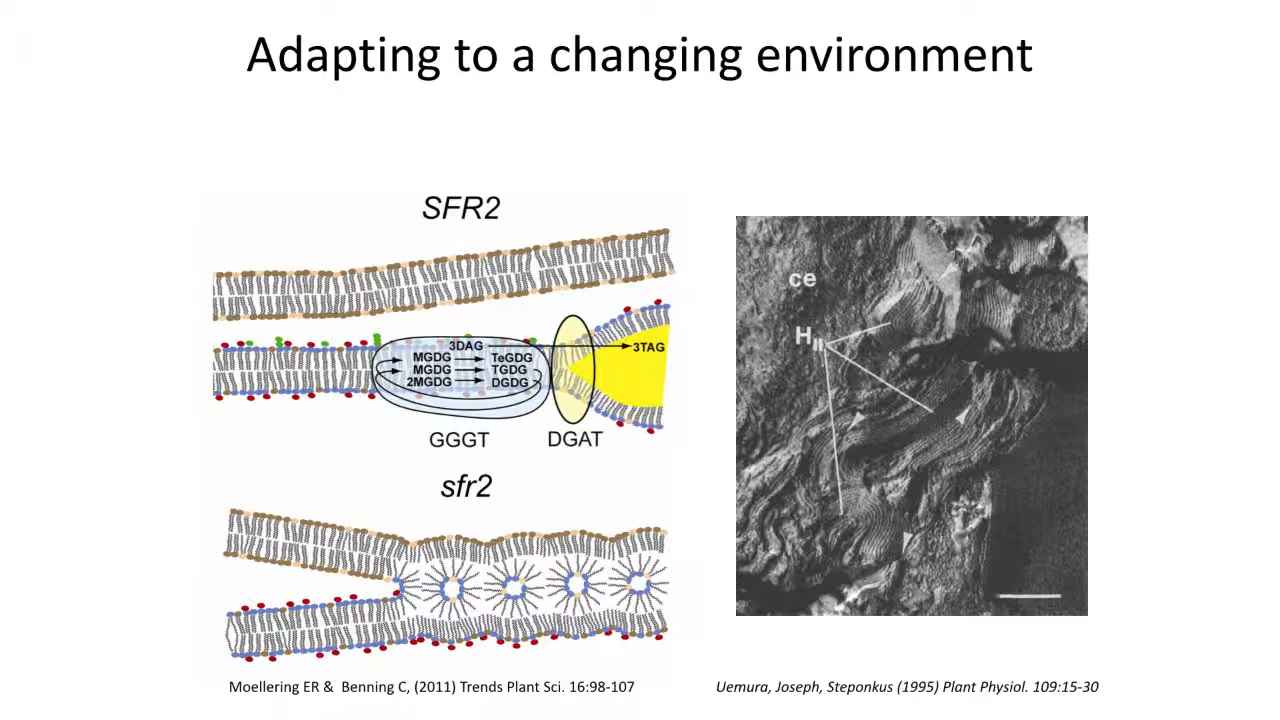 Adapting to a changing environment
SFR2
3DAG
3TAG
MGDG
TeGDG
MGDG
TGDG
2MGDG
DGDG
GGGT
DGAT
sfr2
ce
HII
Moellering ER & Benning C, (2011) Trends Plant Sci. 16:98-107
Uemura, Joseph, Steponkus (1995) Plant Physiol. 109:15-30